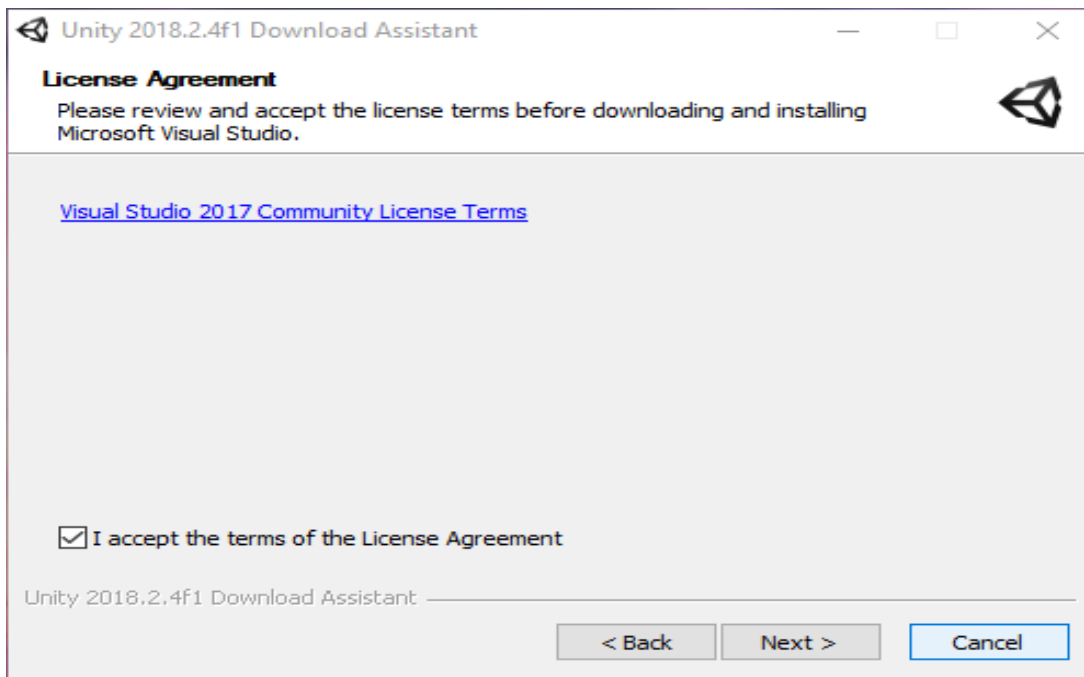 Unity 2018.2.4f1 Download Assistant
License Agreement
Please review and accept the license terms before downloading and installing
Microsoft Visual Studio.
Visual Studio 2017 Community License Terms
I accept the terms of the License Agreement
Unity 2018.2.4f1 Download Assistant
< Back
Next >
Cancel